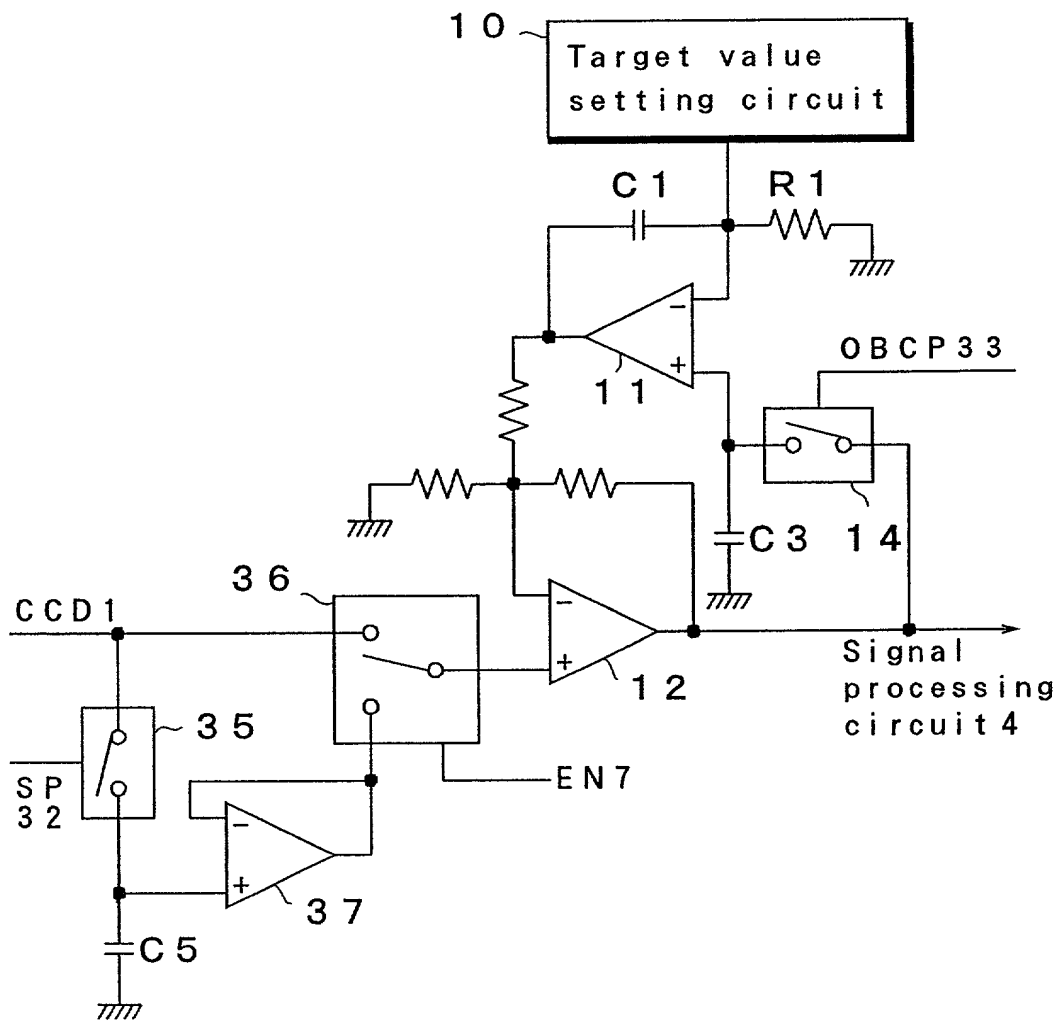 10
Target value
setting circuit
C1
R1
−
+
11
OBCP33
14
C3
36
CCD1
−
+
12
Signal
processing
circuit4
35
SP
32
EN7
−
+
37
C5